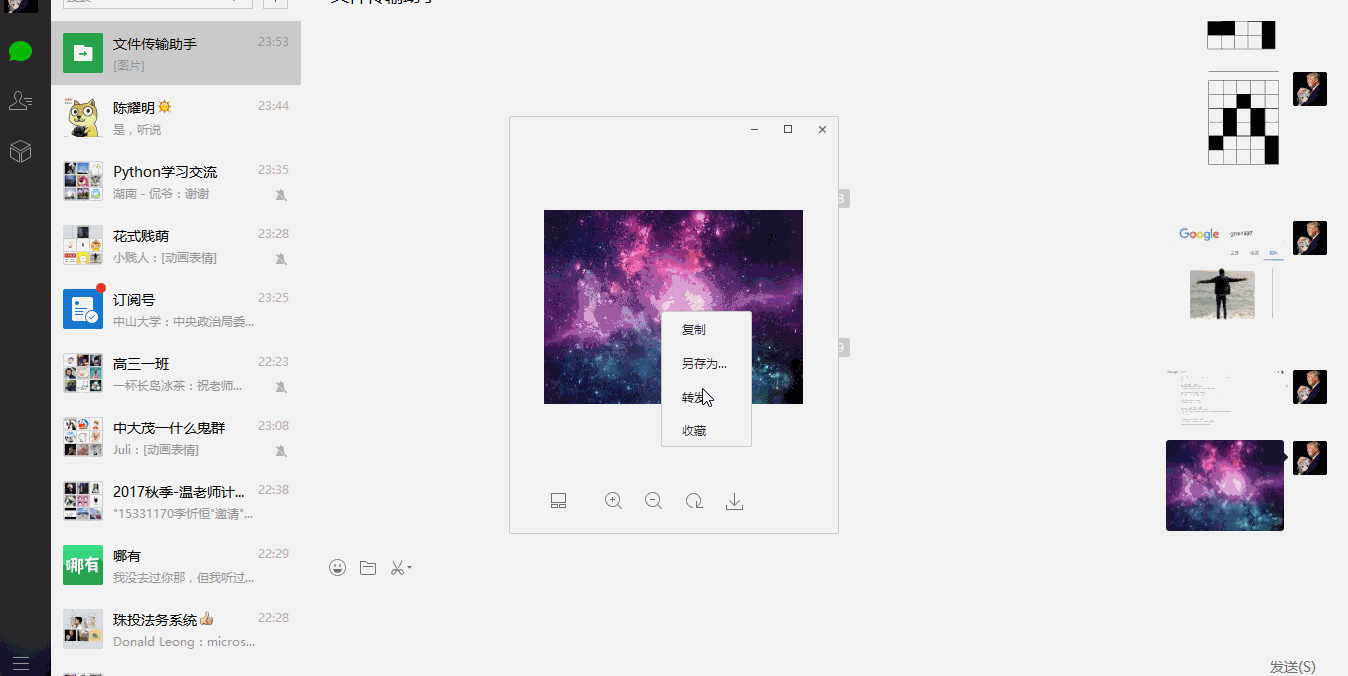 文件传输助手
23:53
[图片]
陈耀明
23:44
是，听说
Python学习交流
23:35
湖南 - 侃爷：谢谢
花式贱萌
23:28
小贱人：[动画表情]
订阅号
23:25
中山大学：中央政治局委...
高三一班
22:23
一杯长岛冰茶：祝老师...
中大茂一什么鬼群
23:08
Juli：[动画表情]
2017秋季-温老师计...
22:38
"15331170李忻恒"邀请"...
哪有
哪有
22:29
我没去过你那，但我听过...
珠投法务系统
22:28
Donald Leong：micros...
文件传输助手
复制
另存为...
转发
收藏
Google
发送(S)